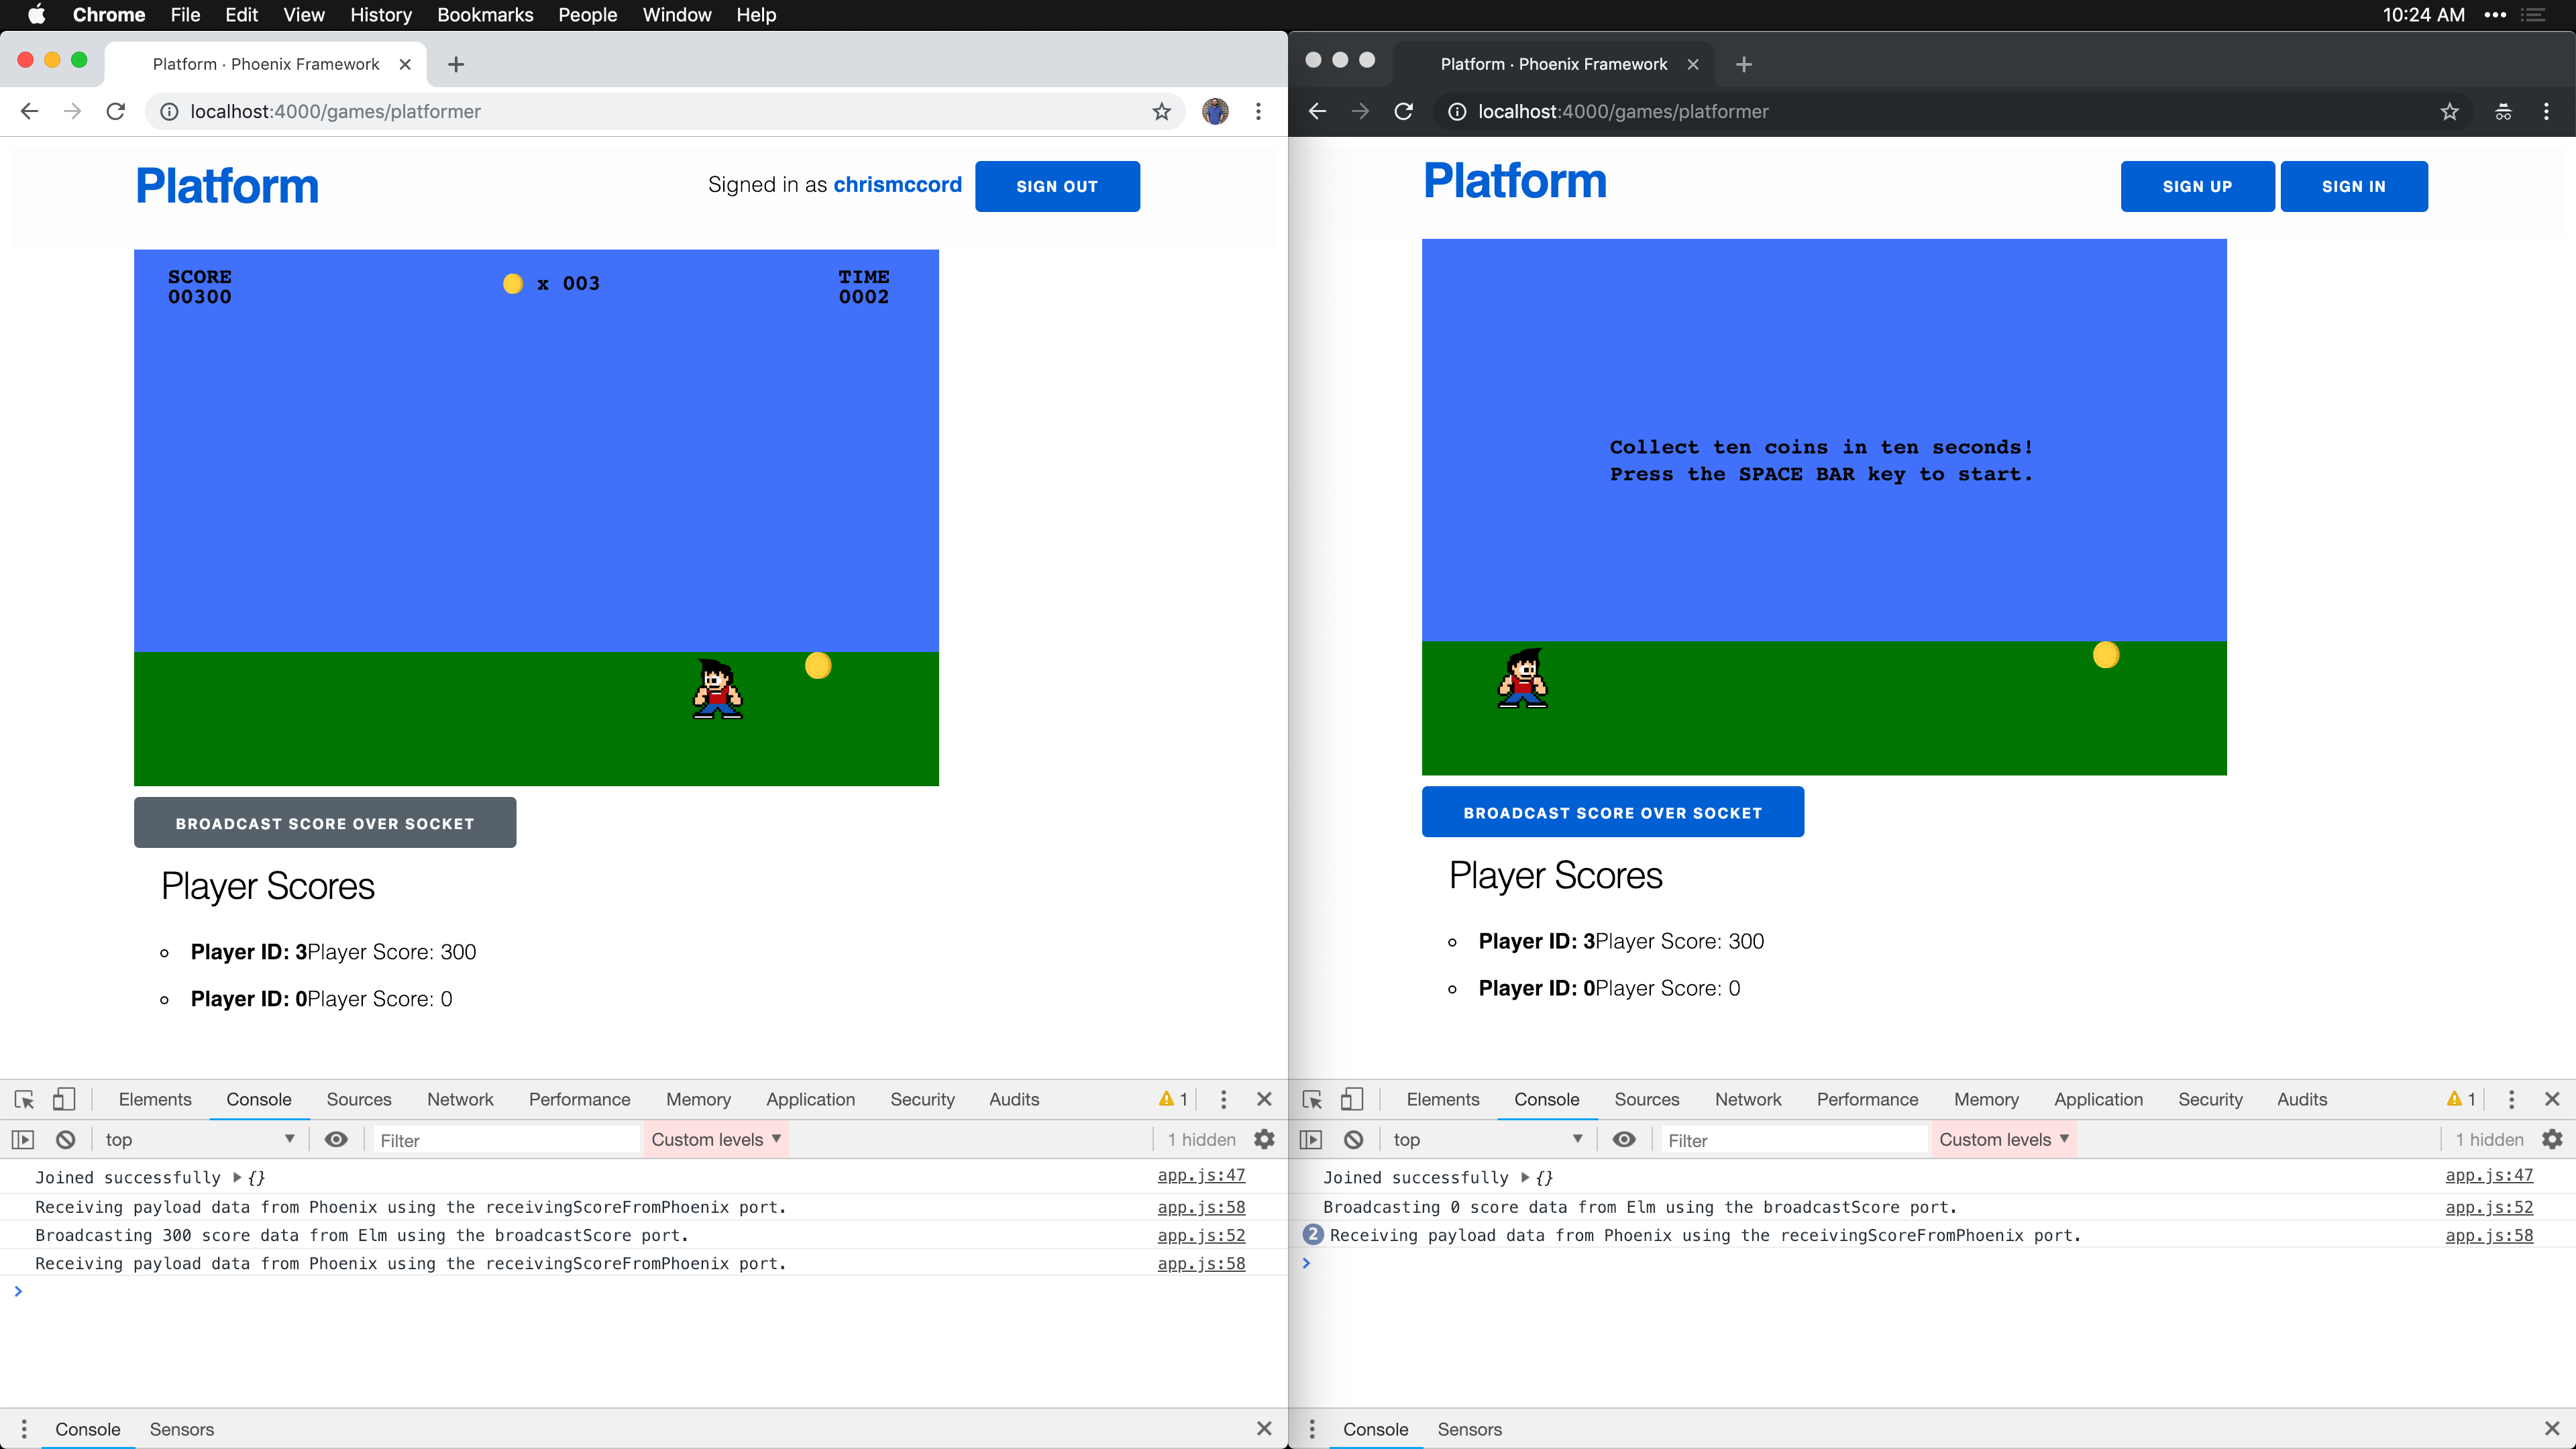 Chrome File Edit View History Bookmarks People Window Help 10:24 AM
Platform · Phoenix Framework
localhost:4000/games/platformer
Platform
Signed in as chrismccord SIGN OUT
SCORE
00300
x 003
TIME
0002
BROADCAST SCORE OVER SOCKET
Player Scores
Player ID: 3Player Score: 300
Player ID: 0Player Score: 0
Elements Console Sources Network Performance Memory Application Security Audits 1
top Filter Custom levels 1 hidden
Joined successfully {} app.js:47
Receiving payload data from Phoenix using the receivingScoreFromPhoenix port. app.js:58
Broadcasting 300 score data from Elm using the broadcastScore port. app.js:52
Receiving payload data from Phoenix using the receivingScoreFromPhoenix port. app.js:58
Console Sensors
Platform · Phoenix Framework
localhost:4000/games/platformer
Platform
SIGN UP SIGN IN
Collect ten coins in ten seconds!
Press the SPACE BAR key to start.
BROADCAST SCORE OVER SOCKET
Player Scores
Player ID: 3Player Score: 300
Player ID: 0Player Score: 0
Elements Console Sources Network Performance Memory Application Security Audits 1
top Filter Custom levels 1 hidden
Joined successfully {} app.js:47
Broadcasting 0 score data from Elm using the broadcastScore port. app.js:52
2 Receiving payload data from Phoenix using the receivingScoreFromPhoenix port. app.js:58
Console Sensors